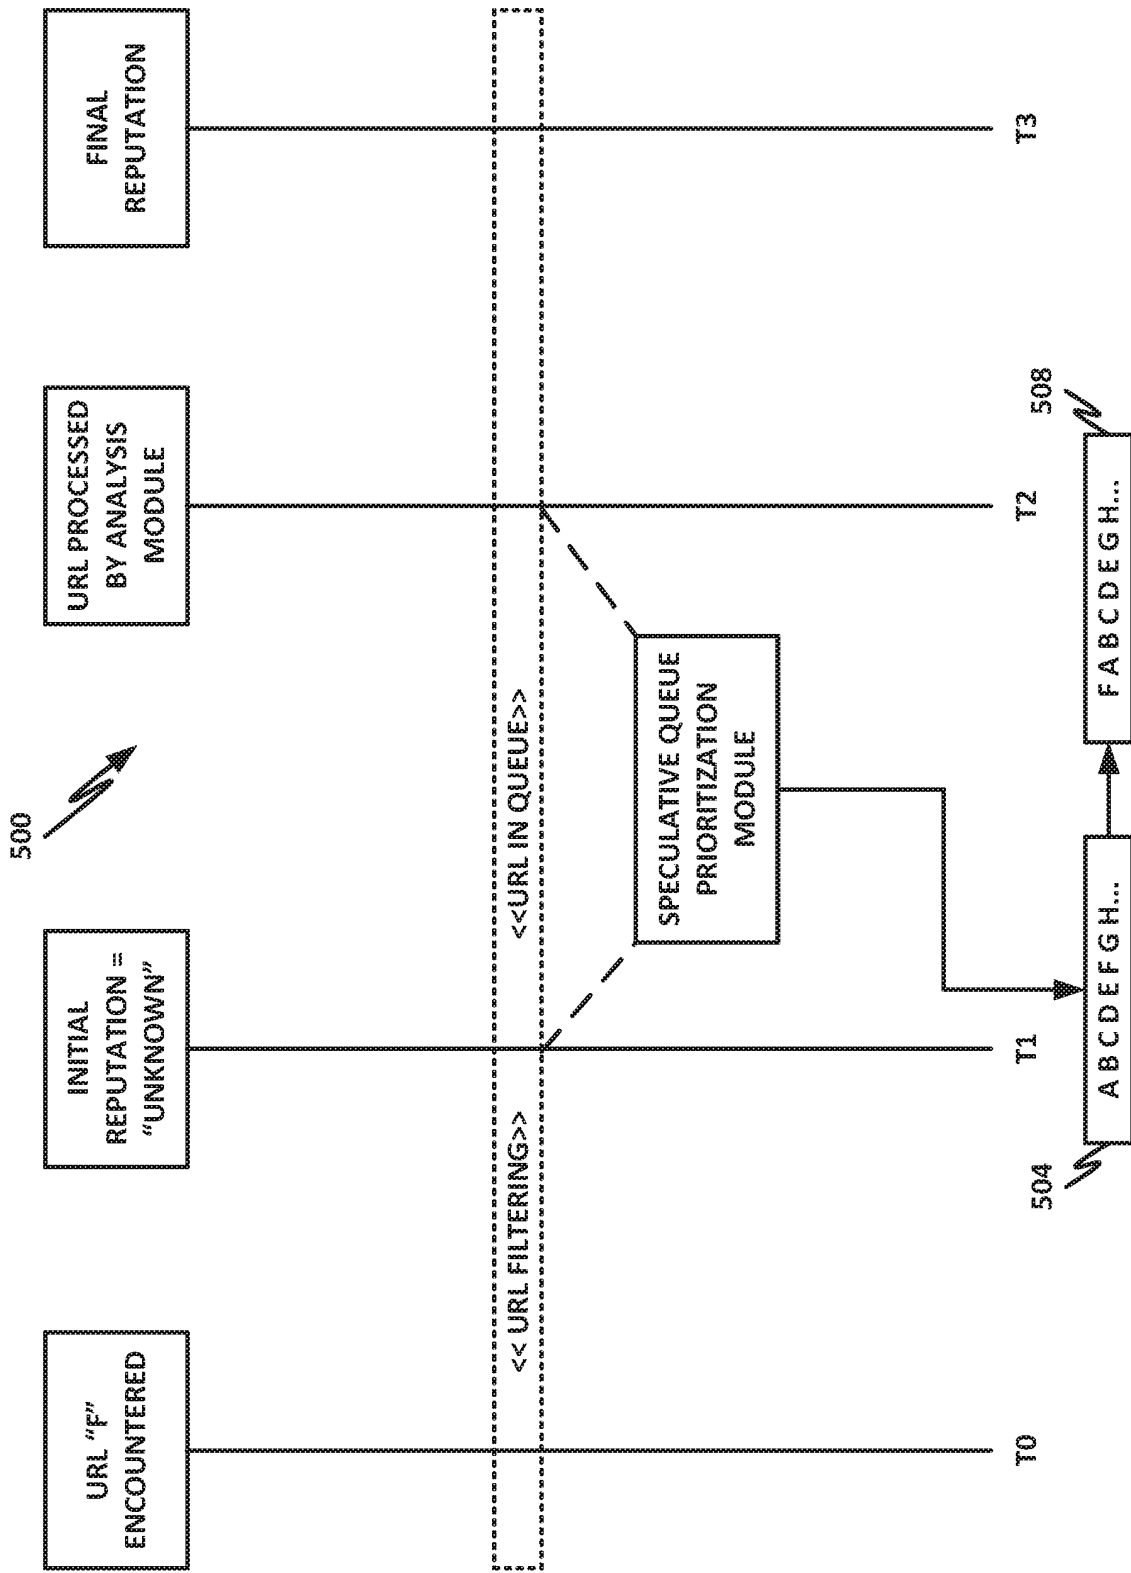 500
URL “F”
ENCOUNTERED
INITIAL
REPUTATION =
“UNKNOWN”
URL PROCESSED
BY ANALYSIS
MODULE
FINAL
REPUTATION
<< URL FILTERING>>
<<URL IN QUEUE>>
SPECULATIVE QUEUE
PRIORITIZATION
MODULE
T0
T1
T2
T3
504
A B C D E F G H...
508
F A B C D E G H...